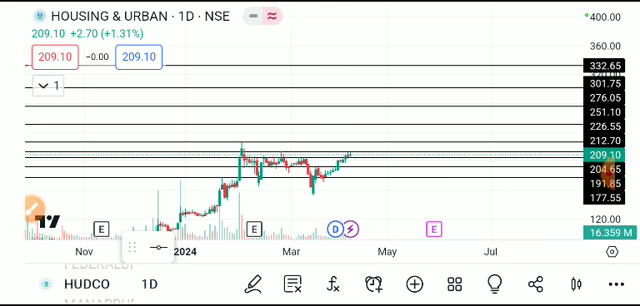 HOUSING & URBAN · 1D · NSE
209.10 +2.70 (+1.31%)
209.10 −0.00 209.10
1
400.00
360.00
332.65
301.75
276.05
251.10
226.55
212.70
209.10
204.65
191.85
177.55
120.00
16.359 M
E E D E
Nov 2024 Mar May Jul
HUDCO 1D